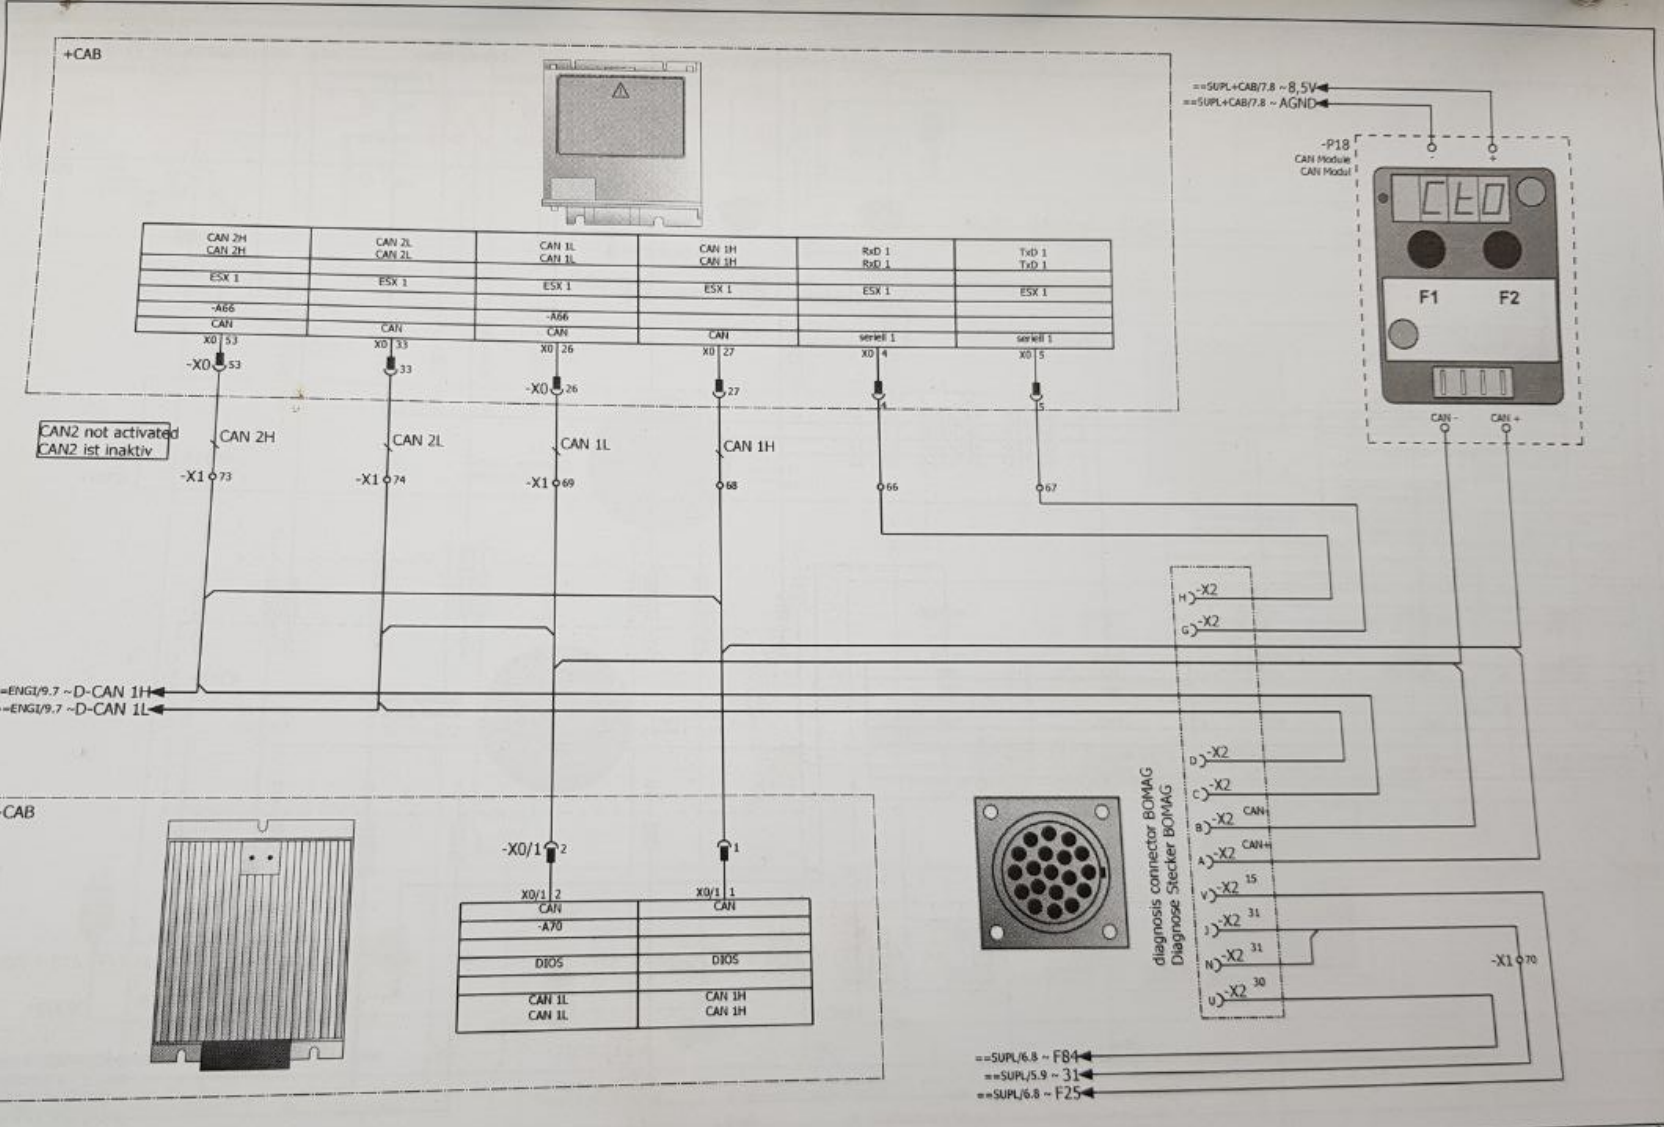 +CAB
==SUPL+CAB/7.8 ~ 8,5V
==SUPL+CAB/7.8 ~ AGND
-P18
CAN Module
CAN Modul
- +
Ct0
F1 F2
CAN - CAN +
CAN 2H CAN 2L CAN 1L CAN 1H RxD 1 TxD 1
CAN 2H CAN 2L CAN 1L CAN 1H RxD 1 TxD 1
ESX 1 ESX 1 ESX 1 ESX 1 ESX 1 ESX 1
-A66 -A66
CAN CAN CAN CAN seriell 1 seriell 1
X0 53 X0 33 X0 26 X0 27 X0 4 X0 5
-X0 53 33 -X0 26 27 4 5
CAN2 not activated
CAN2 ist inaktiv
CAN 2H CAN 2L CAN 1L CAN 1H
-X1 73 -X1 74 -X1 69 68 66 67
H -X2
G -X2
=ENGI/9.7 ~D-CAN 1H
=ENGI/9.7 ~D-CAN 1L
D -X2
C -X2
B -X2 CAN-
A -X2 CAN+
V -X2 15
J -X2 31
N -X2 31
U -X2 30
-X1 70
diagnosis connector BOMAG
Diagnose Stecker BOMAG
CAB
-X0/1 2 1
X0/1 2 X0/1 1
CAN CAN
-A70
DIOS DIOS
CAN 1L CAN 1H
CAN 1L CAN 1H
==SUPL/6.8 ~ F84
==SUPL/5.9 ~ 31
==SUPL/6.8 ~ F25